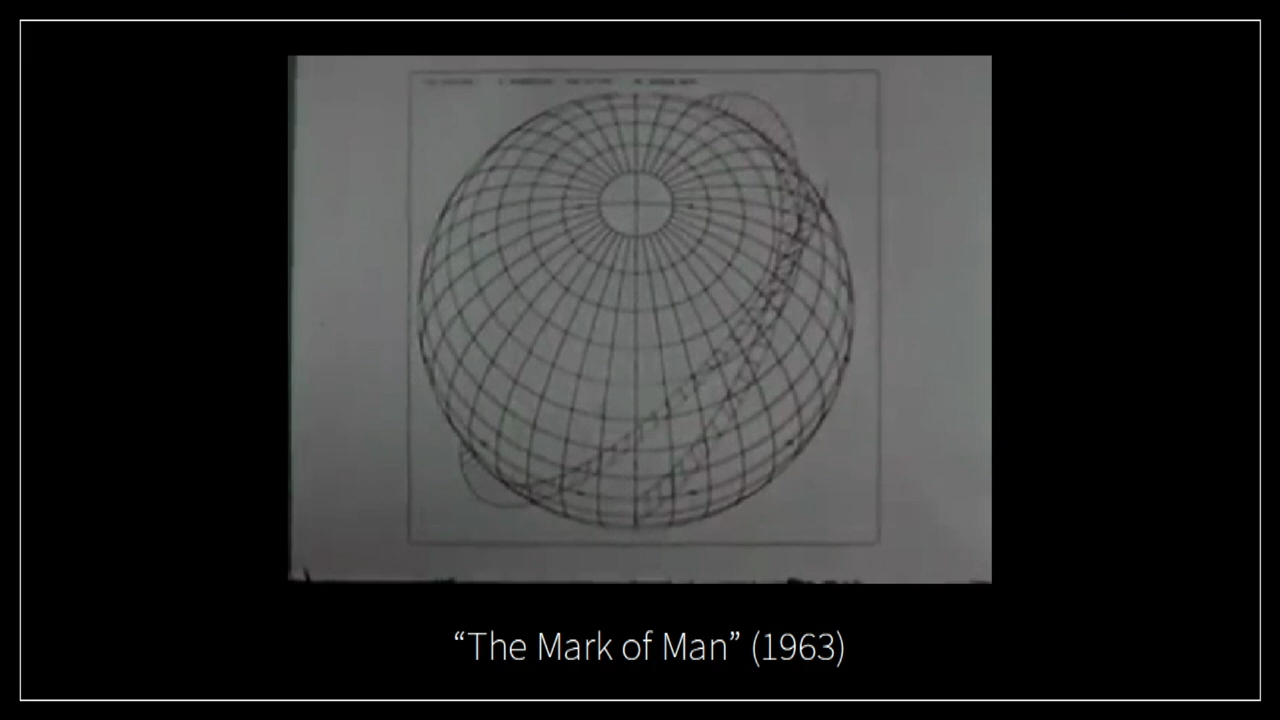 “The Mark of Man” (1963)